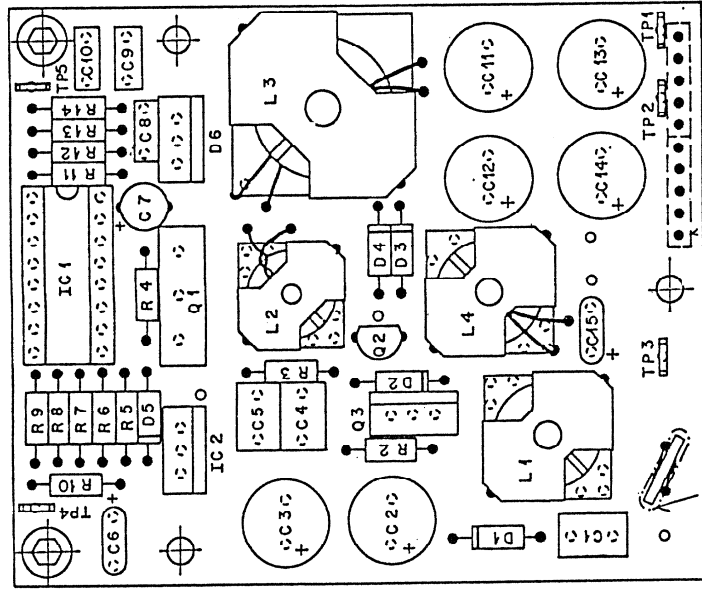 TP5
C10
C9
R14
R13
R12
R11
C8
D6
L3
C11
C13
TP1
TP2
C12
C14
IC1
C7
R4
Q1
L2
D4
D3
Q2
L4
C15
TP3
K
R9
R8
R7
R6
R5
D5
IC2
C5
C4
R3
D2
Q3
R2
L1
R10
TP4
C6
C3
C2
D1
C1
+
+
+
+
+
+
+
+
+